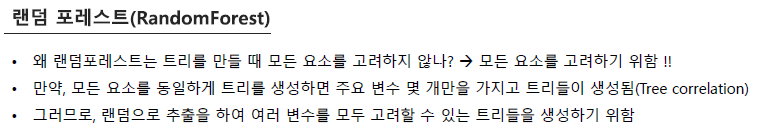 랜덤 포레스트(RandomForest)
• 왜 랜덤포레스트는 트리를 만들 때 모든 요소를 고려하지 않나? → 모든 요소를 고려하기 위함 !!
• 만약, 모든 요소를 동일하게 트리를 생성하면 주요 변수 몇 개만을 가지고 트리들이 생성됨(Tree correlation)
• 그러므로, 랜덤으로 추출을 하여 여러 변수를 모두 고려할 수 있는 트리들을 생성하기 위함